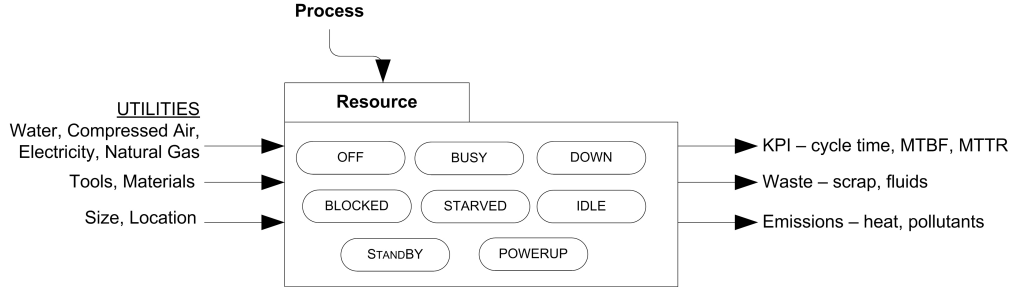 Process
Resource
UTILITIES
Water, Compressed Air,
Electricity, Natural Gas
Tools, Materials
Size, Location
OFF
BUSY
DOWN
BLOCKED
STARVED
IDLE
STANDBY
POWERUP
KPI – cycle time, MTBF, MTTR
Waste – scrap, fluids
Emissions – heat, pollutants